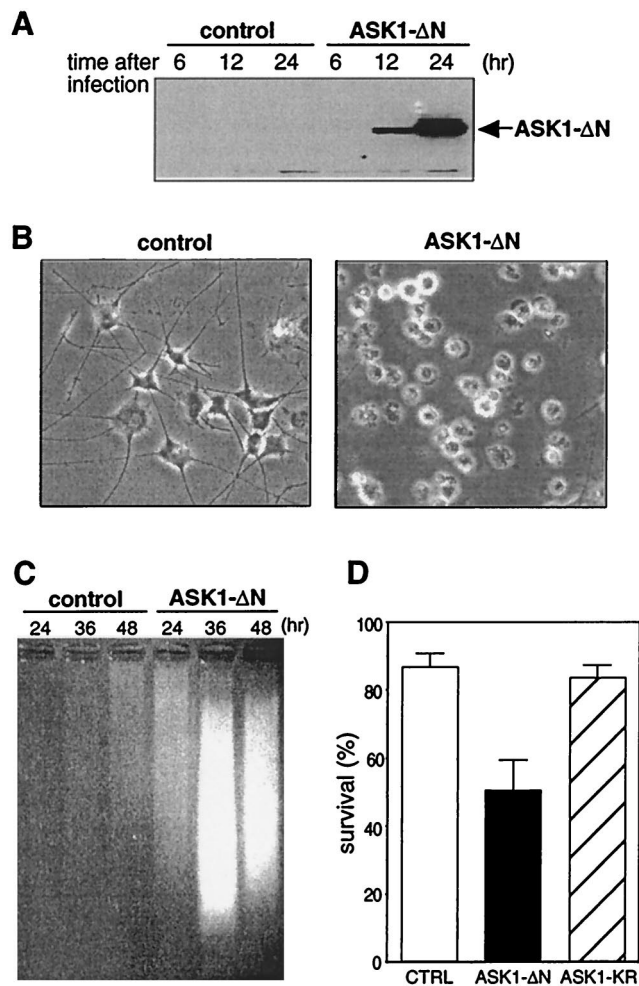 A
control ASK1-ΔN
time after infection 6 12 24 6 12 24 (hr)
ASK1-ΔN
B
control ASK1-ΔN
C
control ASK1-ΔN
24 36 48 24 36 48 (hr)
D
survival (%)
100
80
60
40
20
0
CTRL ASK1-ΔN ASK1-KR